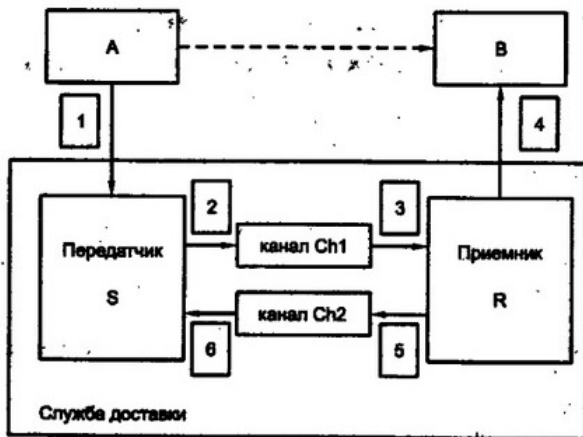 A
B
1
4
2
3
Передатчик
S
канал Ch1
Приемник
R
канал Ch2
6
5
Служба доставки